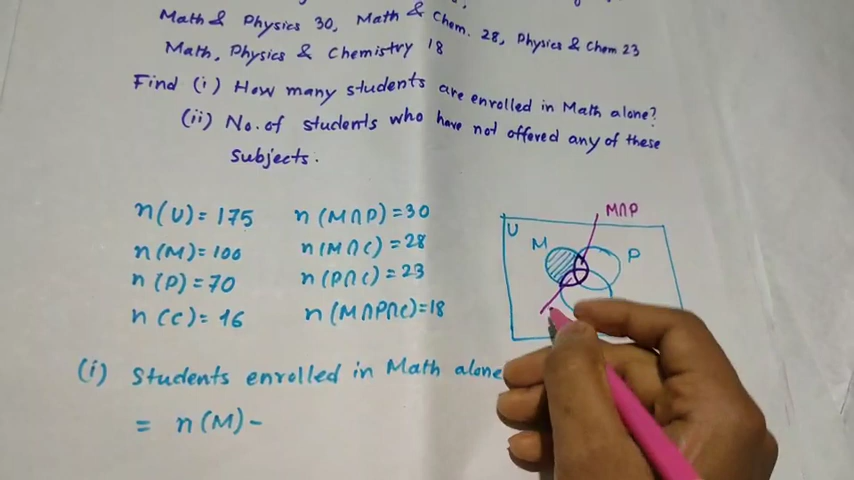 Math & Physics 30, Math & Chem. 28, Physics & Chem 23
Math, Physics & Chemistry 18
Find (i) How many students are enrolled in Math alone?
(ii) No. of students who have not offered any of these
subjects.
n(U)= 175 n(M∩P)=30
n(M)= 100 n(M∩C)=28
n(P)= 70 n(P∩C)=23
n(C)= 16 n(M∩P∩C)=18
M∩P
U
M
P
(i) Students enrolled in Math alone
= n(M)-